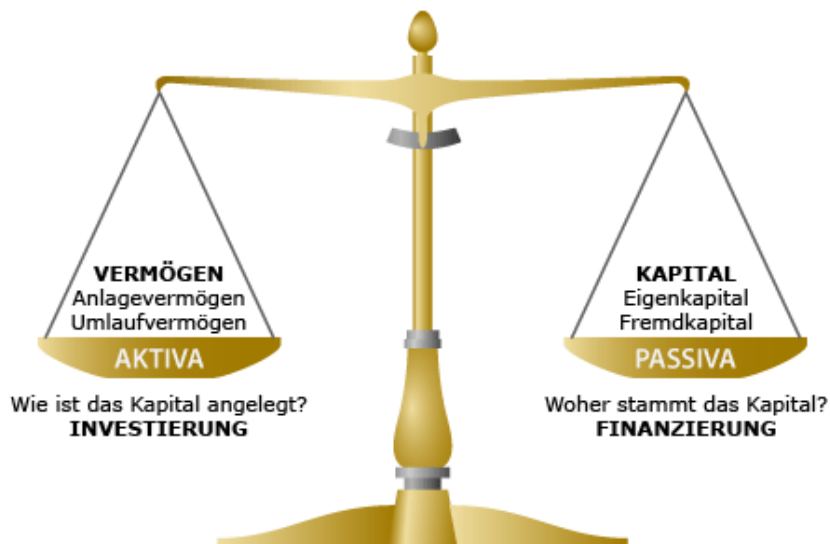 VERMÖGEN
Anlagevermögen
Umlaufvermögen
AKTIVA
Wie ist das Kapital angelegt?
INVESTIERUNG
KAPITAL
Eigenkapital
Fremdkapital
PASSIVA
Woher stammt das Kapital?
FINANZIERUNG